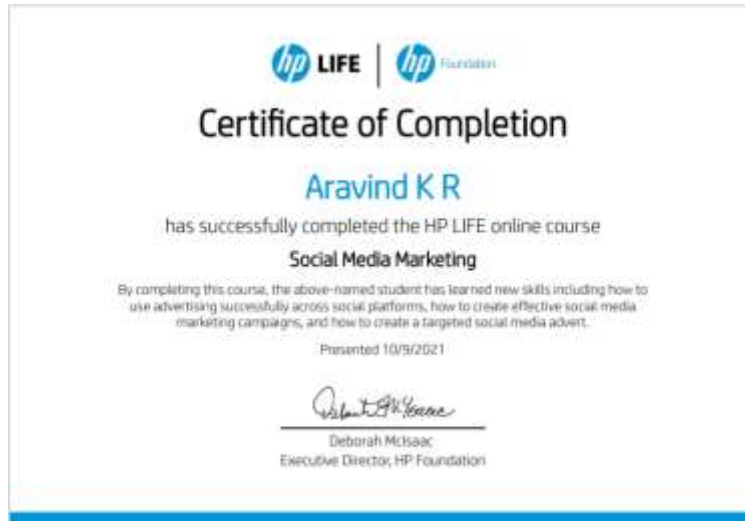 hp LIFE hp Foundation
Certificate of Completion
Aravind K R
has successfully completed the HP LIFE online course
Social Media Marketing
By completing this course, the above-named student has learned new skills including how to
use advertising successfully across social platforms, how to create effective social media
marketing campaigns, and how to create a targeted social media advert.
Presented 10/9/2021
Deborah McIsaac
Executive Director, HP Foundation